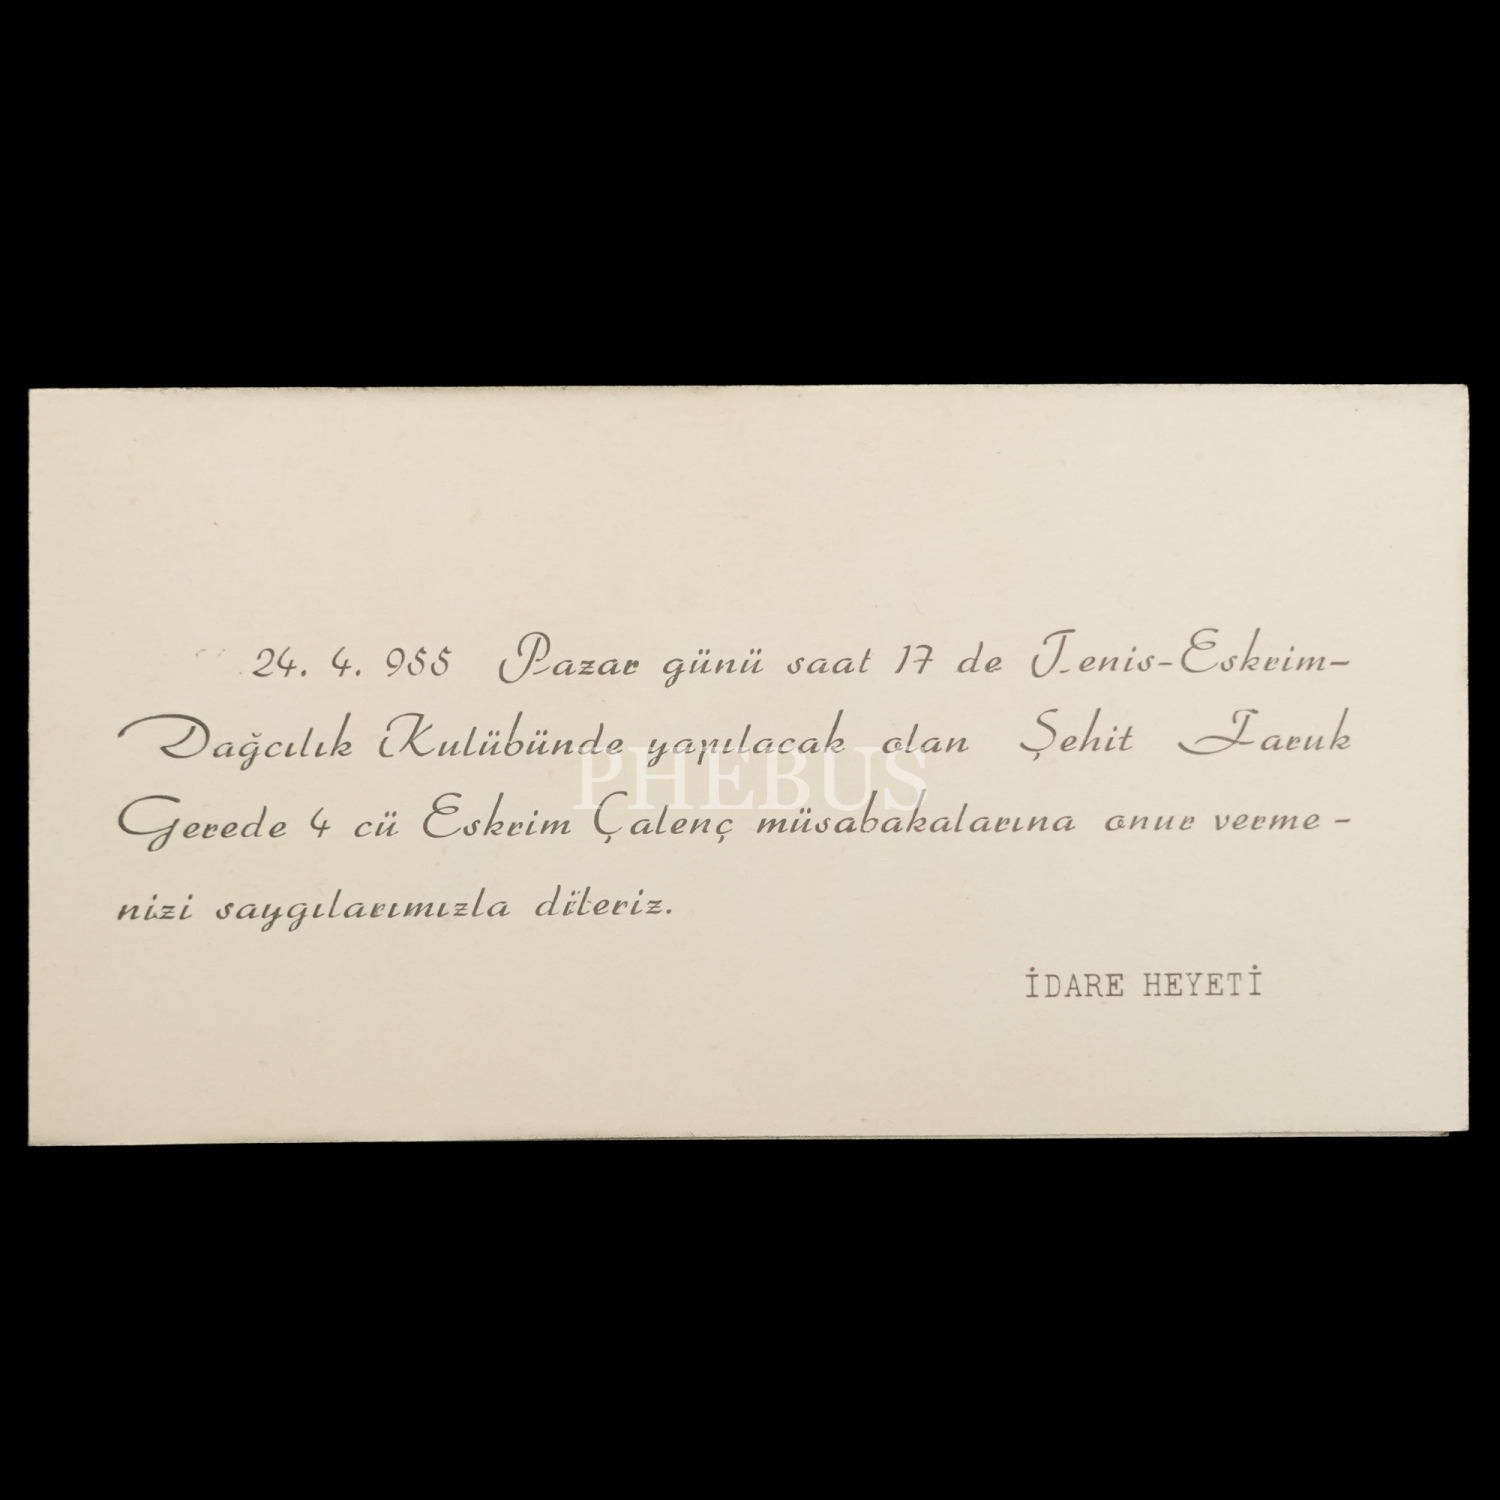 24. 4. 955 Pazar günü saat 17 de Tenis-Eskrim-
Dağcılık Kulübünde yapılacak olan Şehit Faruk
PHEBUS
Gerede 4 cü Eskrim Çalenç müsabakalarına onur verme-
nizi saygılarımızla dileriz.
İDARE HEYETİ